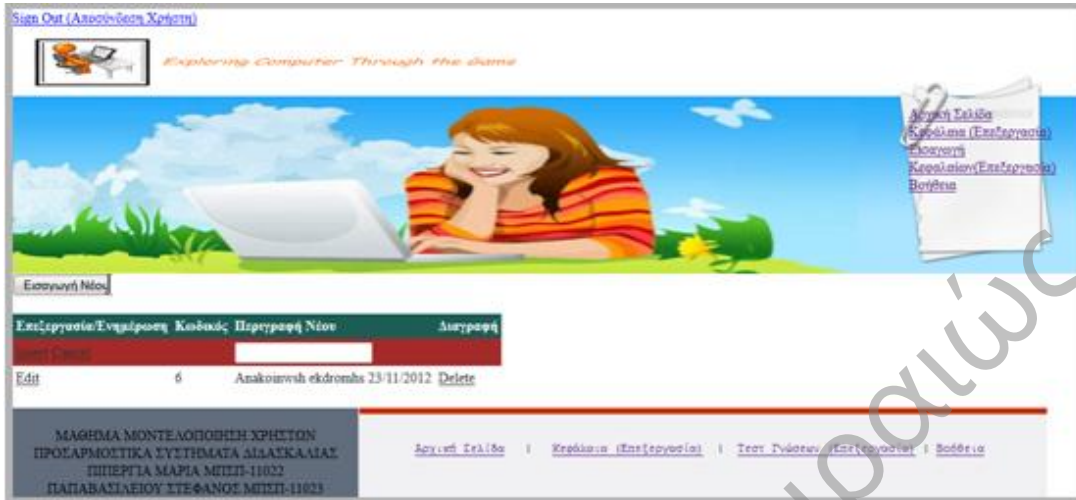 Sign Out (Αποσύνδεση Χρήστη)
Exploring Computer Through the Game
Αρχική Σελίδα
Κεφάλαια (Επεξεργασία)
Εισαγωγή
Κεφαλαίων(Επεξεργασία)
Βοήθεια
Εισαγωγή Νέου
Επεξεργασία/Ενημέρωση Κωδικός Περιγραφή Νέου Διαγραφή
Insert Cancel
Edit 6 Anakoinwsh ekdromhs 23/11/2012 Delete
ΜΑΘΗΜΑ ΜΟΝΤΕΛΟΠΟΙΗΣΗ ΧΡΗΣΤΩΝ
ΠΡΟΣΑΡΜΟΣΤΙΚΑ ΣΥΣΤΗΜΑΤΑ ΔΙΔΑΣΚΑΛΙΑΣ
ΠΙΠΕΡΓΙΑ ΜΑΡΙΑ ΜΠΣΠ-11022
ΠΑΠΑΒΑΣΙΛΕΙΟΥ ΣΤΕΦΑΝΟΣ ΜΠΣΠ-11023
Αρχική Σελίδα | Κεφάλαια (Επεξεργασία) | Τεστ Γνώσεων (Επεξεργασία) | Βοήθεια